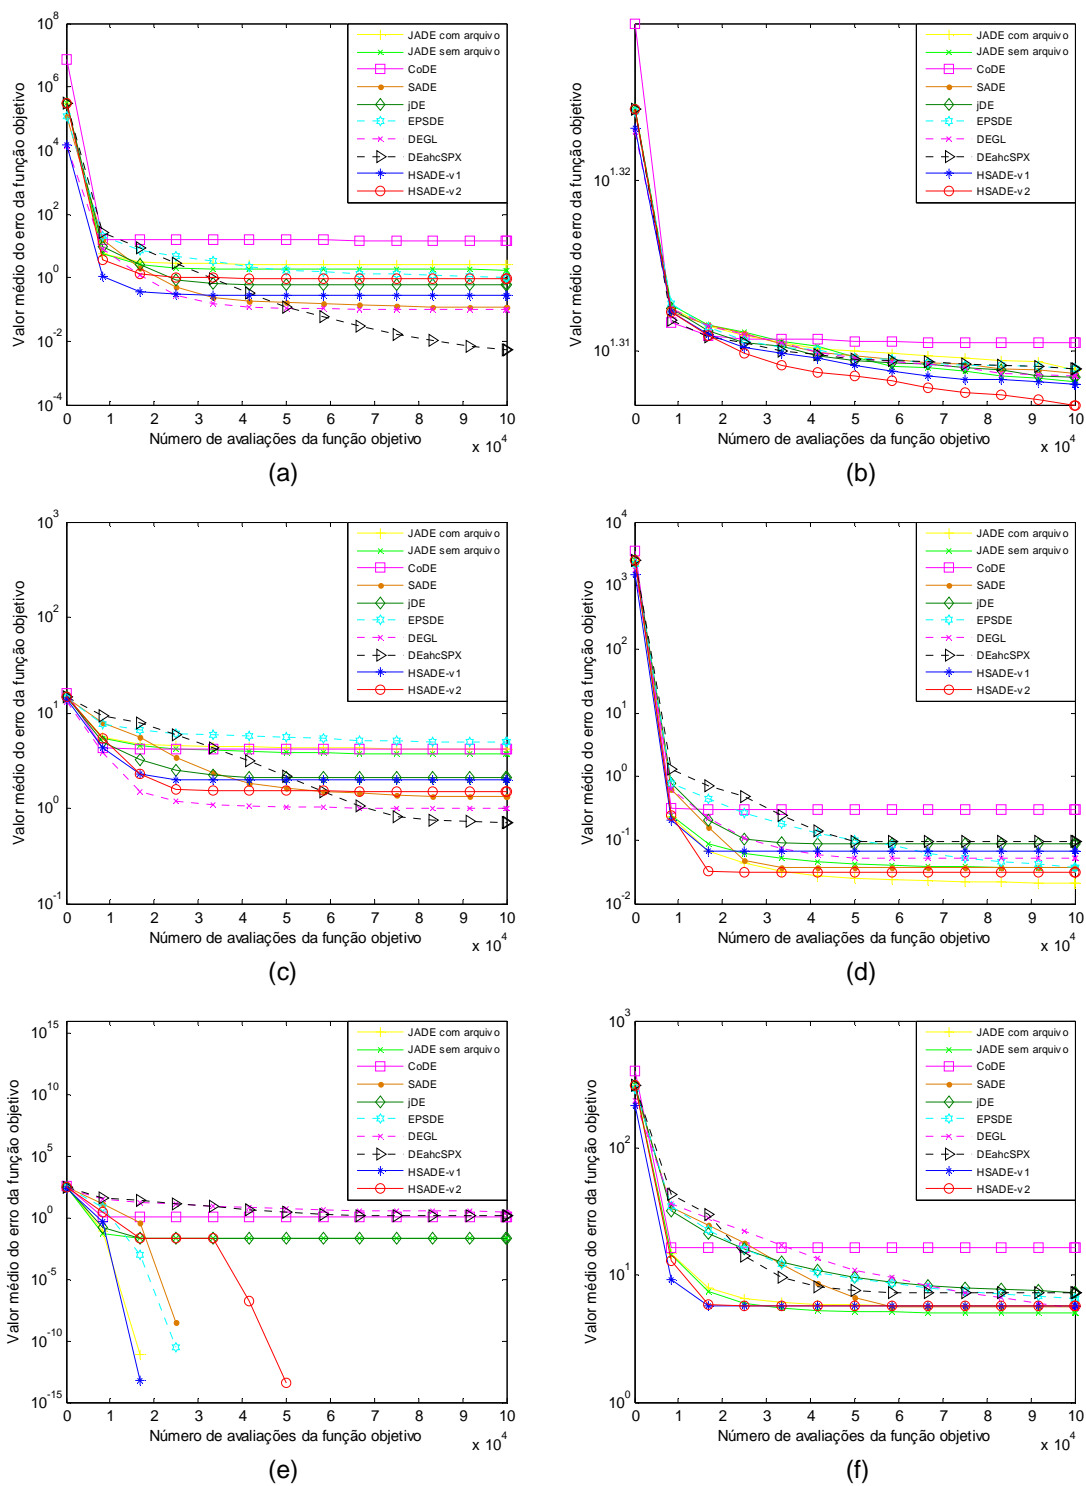 10^8
10^6
10^4
10^2
10^0
10^-2
10^-4
Valor médio do erro da função objetivo
0 1 2 3 4 5 6 7 8 9 10
x 10^4
Número de avaliações da função objetivo
JADE com arquivo
JADE sem arquivo
CoDE
SADE
jDE
EPSDE
DEGL
DEahcSPX
HSADE-v1
HSADE-v2
(a)
10^1.32
10^1.31
Valor médio do erro da função objetivo
0 1 2 3 4 5 6 7 8 9 10
x 10^4
Número de avaliações da função objetivo
JADE com arquivo
JADE sem arquivo
CoDE
SADE
jDE
EPSDE
DEGL
DEahcSPX
HSADE-v1
HSADE-v2
(b)
10^3
10^2
10^1
10^0
10^-1
Valor médio do erro da função objetivo
0 1 2 3 4 5 6 7 8 9 10
x 10^4
Número de avaliações da função objetivo
JADE com arquivo
JADE sem arquivo
CoDE
SADE
jDE
EPSDE
DEGL
DEahcSPX
HSADE-v1
HSADE-v2
(c)
10^4
10^3
10^2
10^1
10^0
10^-1
10^-2
Valor médio do erro da função objetivo
0 1 2 3 4 5 6 7 8 9 10
x 10^4
Número de avaliações da função objetivo
JADE com arquivo
JADE sem arquivo
CoDE
SADE
jDE
EPSDE
DEGL
DEahcSPX
HSADE-v1
HSADE-v2
(d)
10^15
10^10
10^5
10^0
10^-5
10^-10
10^-15
Valor médio do erro da função objetivo
0 1 2 3 4 5 6 7 8 9 10
x 10^4
Número de avaliações da função objetivo
JADE com arquivo
JADE sem arquivo
CoDE
SADE
jDE
EPSDE
DEGL
DEahcSPX
HSADE-v1
HSADE-v2
(e)
10^3
10^2
10^1
10^0
Valor médio do erro da função objetivo
0 1 2 3 4 5 6 7 8 9 10
x 10^4
Número de avaliações da função objetivo
JADE com arquivo
JADE sem arquivo
CoDE
SADE
jDE
EPSDE
DEGL
DEahcSPX
HSADE-v1
HSADE-v2
(f)